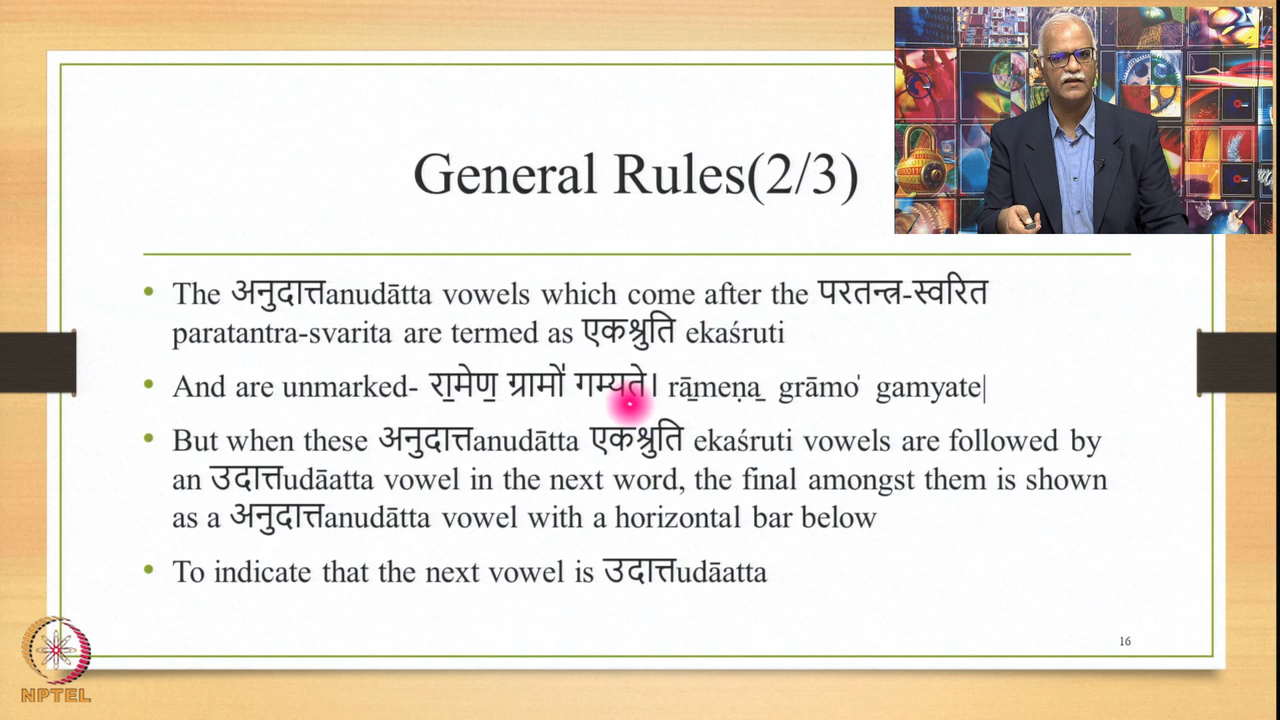 General Rules(2/3)
• The अनुदात्तanudātta vowels which come after the परतन्त्र-स्वरित
paratantra-svarita are termed as एकश्रुति ekaśruti
• And are unmarked- रा॒मेण॒ ग्रामो॑ गम्यते। rā̱meṇa̱ grāmo̍ gamyate|
• But when these अनुदात्तanudātta एकश्रुति ekaśruti vowels are followed by
an उदात्तudāatta vowel in the next word, the final amongst them is shown
as a अनुदात्तanudātta vowel with a horizontal bar below
• To indicate that the next vowel is उदात्तudāatta
16
NPTEL